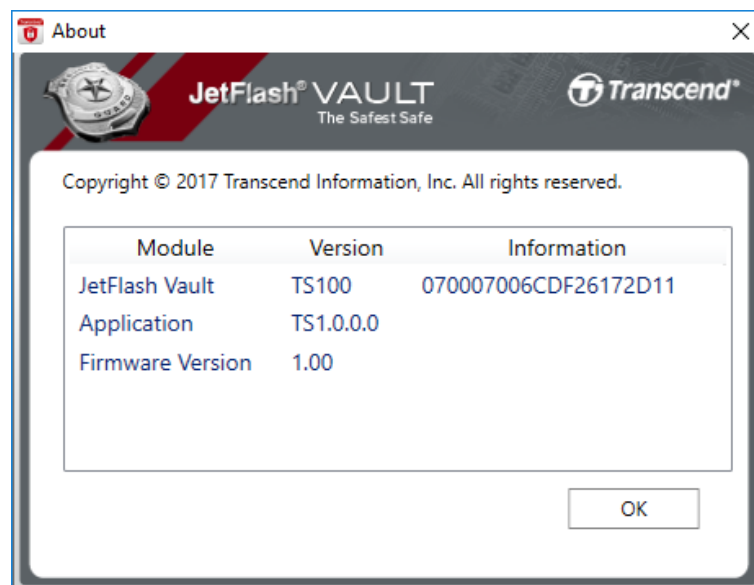 About
JetFlash® VAULT
The Safest Safe
Transcend®
GUARD
Copyright © 2017 Transcend Information, Inc. All rights reserved.
Module Version Information
JetFlash Vault TS100 070007006CDF26172D11
Application TS1.0.0.0
Firmware Version 1.00
OK